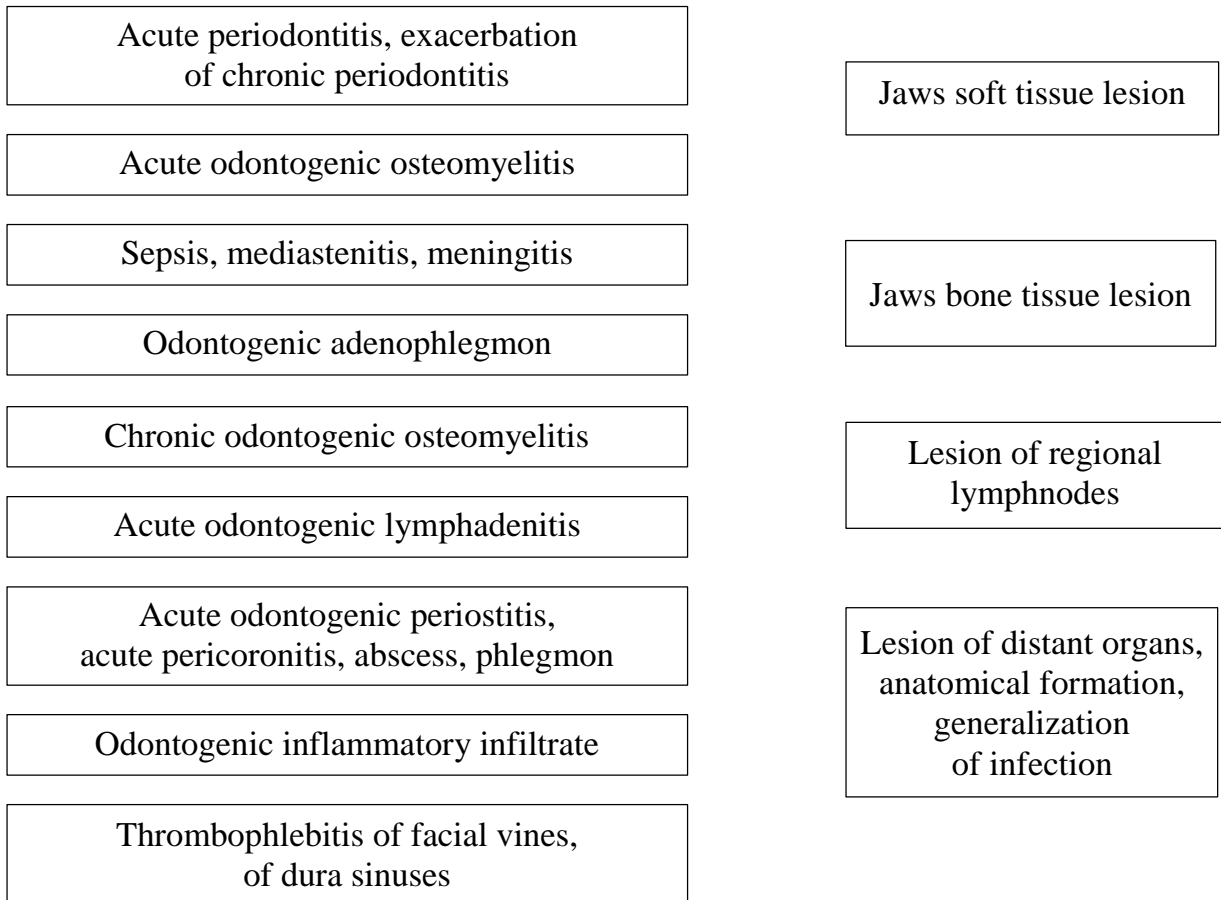 Acute periodontitis, exacerbation
of chronic periodontitis
Acute odontogenic osteomyelitis
Sepsis, mediastenitis, meningitis
Odontogenic adenophlegmon
Chronic odontogenic osteomyelitis
Acute odontogenic lymphadenitis
Acute odontogenic periostitis,
acute pericoronitis, abscess, phlegmon
Odontogenic inflammatory infiltrate
Thrombophlebitis of facial vines,
of dura sinuses
Jaws soft tissue lesion
Jaws bone tissue lesion
Lesion of regional
lymphnodes
Lesion of distant organs,
anatomical formation,
generalization
of infection